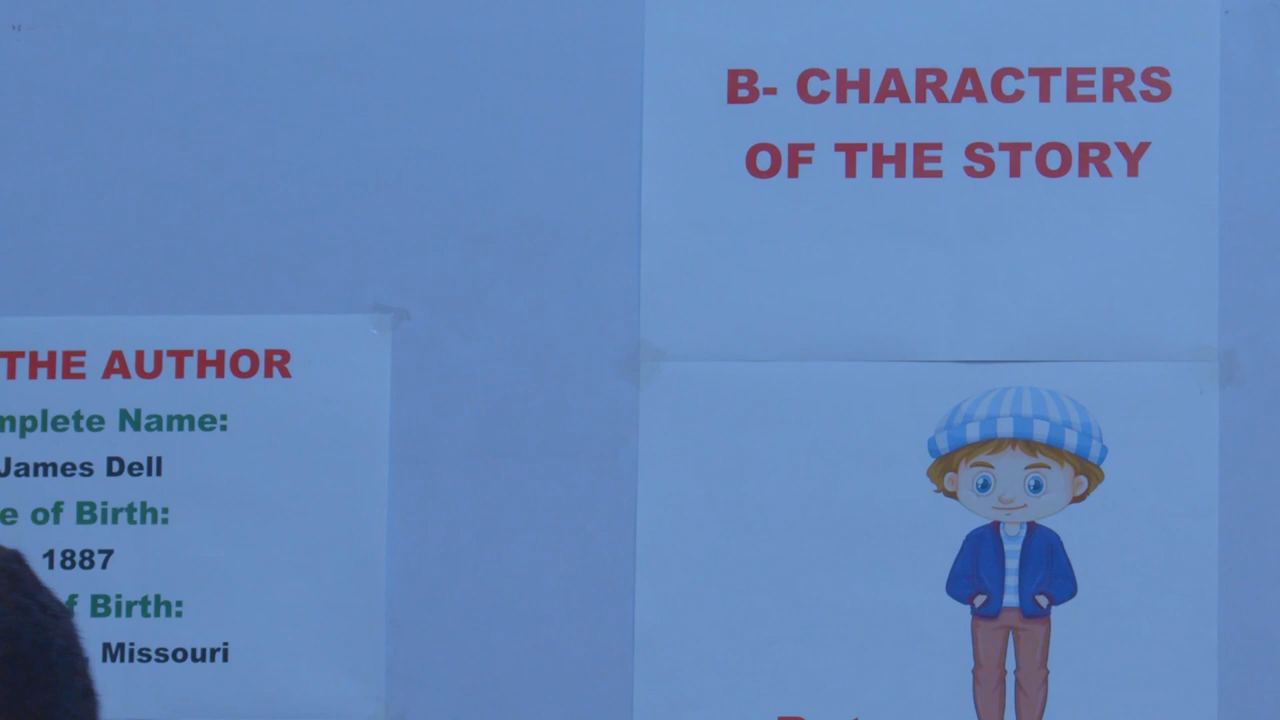 THE AUTHOR
mplete Name:
James Dell
e of Birth:
1887
f Birth:
Missouri
B- CHARACTERS
OF THE STORY